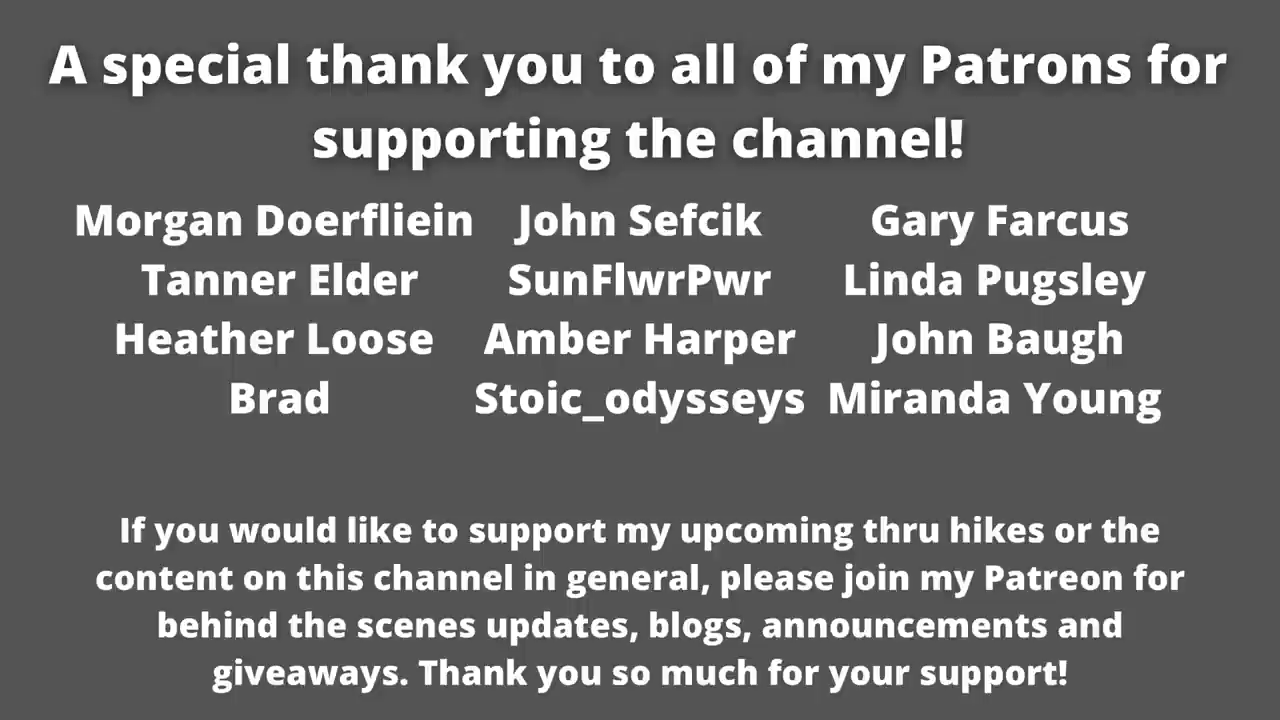 A special thank you to all of my Patrons for
supporting the channel!
Morgan Doerfliein John Sefcik Gary Farcus
Tanner Elder SunFlwrPwr Linda Pugsley
Heather Loose Amber Harper John Baugh
Brad Stoic_odysseys Miranda Young
If you would like to support my upcoming thru hikes or the
content on this channel in general, please join my Patreon for
behind the scenes updates, blogs, announcements and
giveaways. Thank you so much for your support!